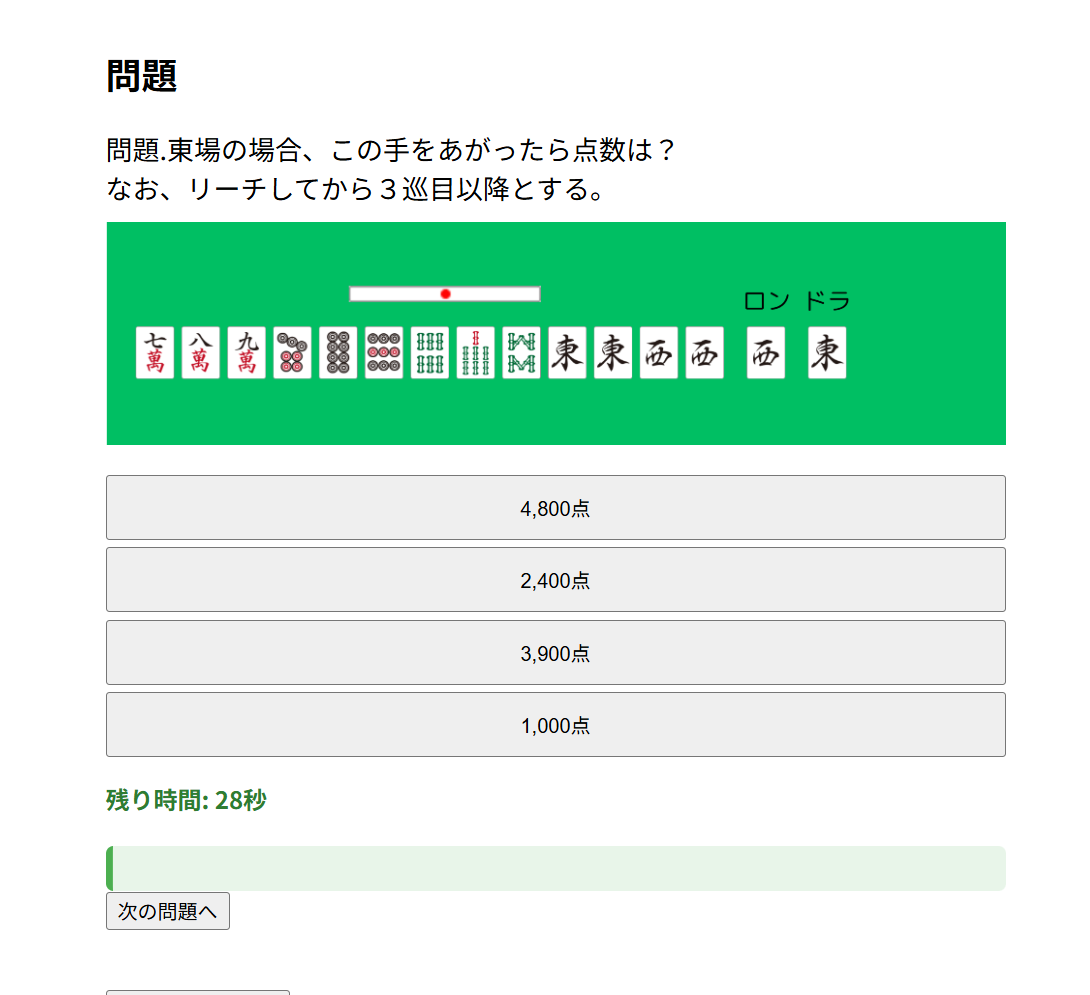 問題
問題.東場の場合、この手をあがったら点数は？
なお、リーチしてから３巡目以降とする。
ロン ドラ
七萬 八萬 九萬 東 東 西 西 西 東
4,800点
2,400点
3,900点
1,000点
残り時間: 28秒
次の問題へ